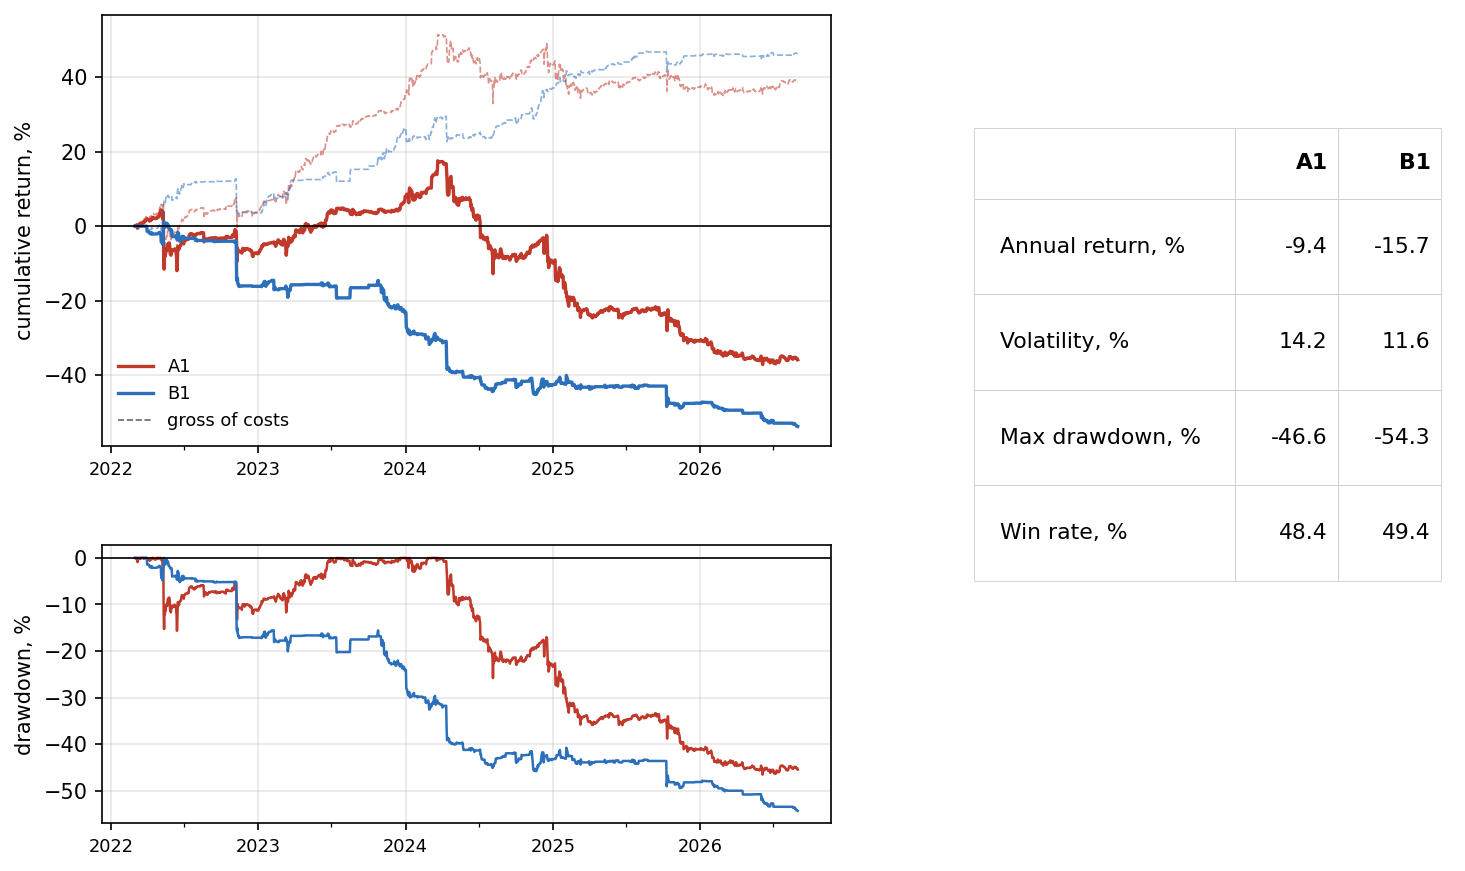 cumulative return, %
40
20
0
−20
−40
A1
B1
gross of costs
2022 2023 2024 2025 2026
drawdown, %
0
−10
−20
−30
−40
−50
2022 2023 2024 2025 2026
A1 B1
Annual return, % -9.4 -15.7
Volatility, % 14.2 11.6
Max drawdown, % -46.6 -54.3
Win rate, % 48.4 49.4